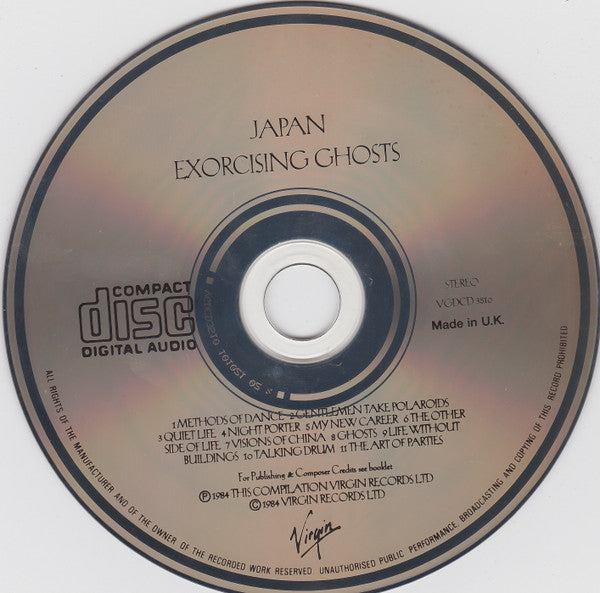 JAPAN
EXORCISING GHOSTS
COMPACT
disc
DIGITAL AUDIO
STEREO
VGDCD 3510
Made in U.K.
1 METHODS OF DANCE 2 GENTLEMEN TAKE POLAROIDS
3 QUIET LIFE 4 NIGHT PORTER 5 MY NEW CAREER 6 THE OTHER
SIDE OF LIFE 7 VISIONS OF CHINA 8 GHOSTS 9 LIFE WITHOUT
BUILDINGS 10 TALKING DRUM 11 THE ART OF PARTIES
For Publishing & Composer Credits see booklet
Ⓟ 1984 THIS COMPILATION VIRGIN RECORDS LTD
© 1984 VIRGIN RECORDS LTD
Virgin
ALL RIGHTS OF THE MANUFACTURER AND OF THE OWNER OF THE RECORDED WORK RESERVED. UNAUTHORISED PUBLIC PERFORMANCE, BROADCASTING AND COPYING OF THIS RECORD PROHIBITED